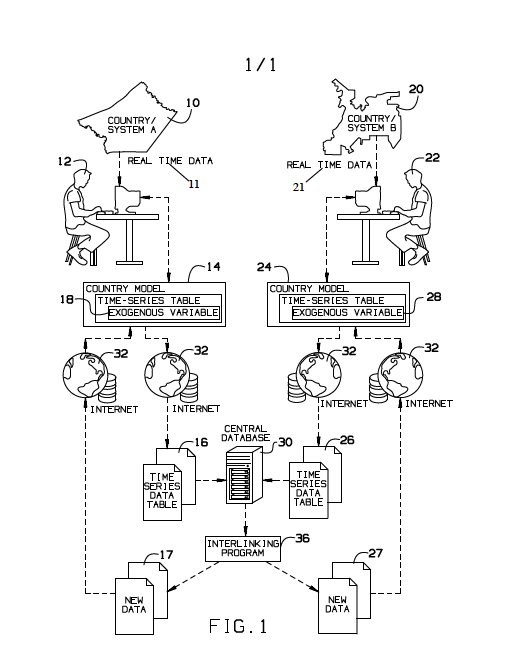 1/1
10
COUNTRY/
SYSTEM A
20
COUNTRY/
SYSTEM B
12
REAL TIME DATA
11
REAL TIME DATA
21
22
14
COUNTRY MODEL
TIME-SERIES TABLE
18
EXOGENOUS VARIABLE
24
COUNTRY MODEL
TIME-SERIES TABLE
EXOGENOUS VARIABLE
28
32
32
32
32
INTERNET
INTERNET
INTERNET
INTERNET
16
TIME
SERIES
DATA
TABLE
CENTRAL
DATABASE
30
26
TIME
SERIES
DATA
TABLE
INTERLINKING
PROGRAM
36
17
NEW
DATA
27
NEW
DATA
FIG.1